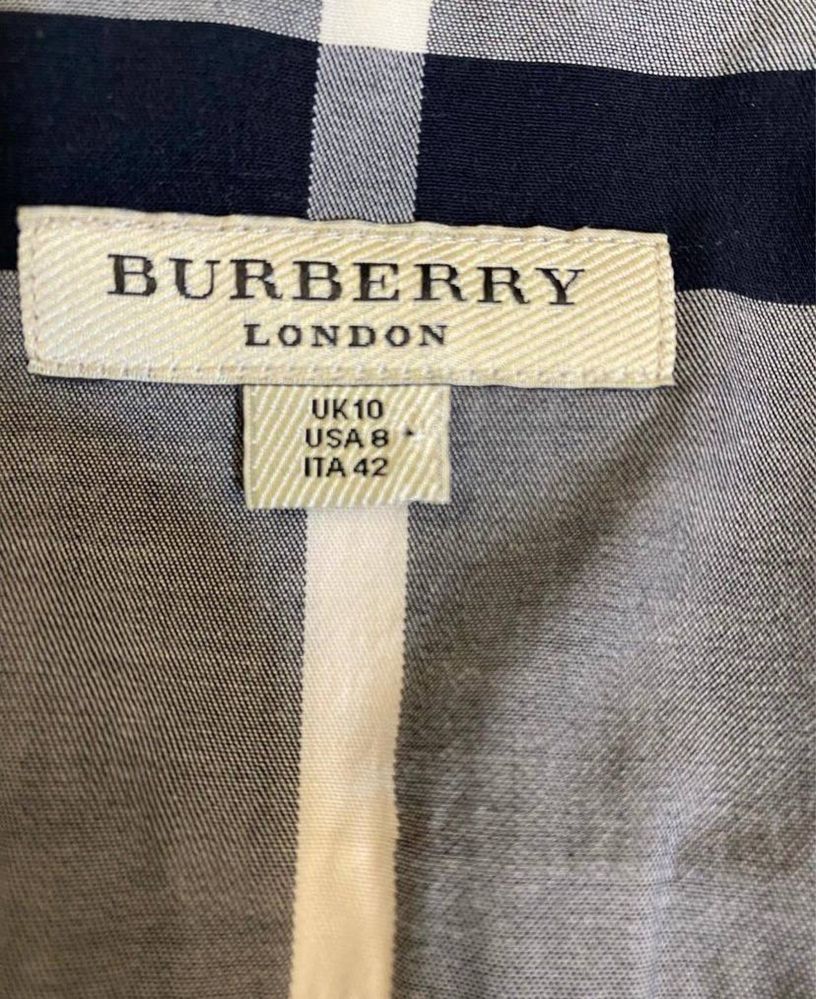 BURBERRY
LONDON
UK10
USA 8
ITA 42